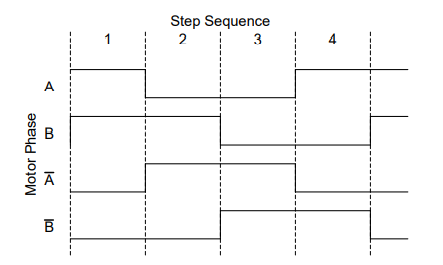 Step Sequence
1 2 3 4
A
B
A̅
B̅
Motor Phase